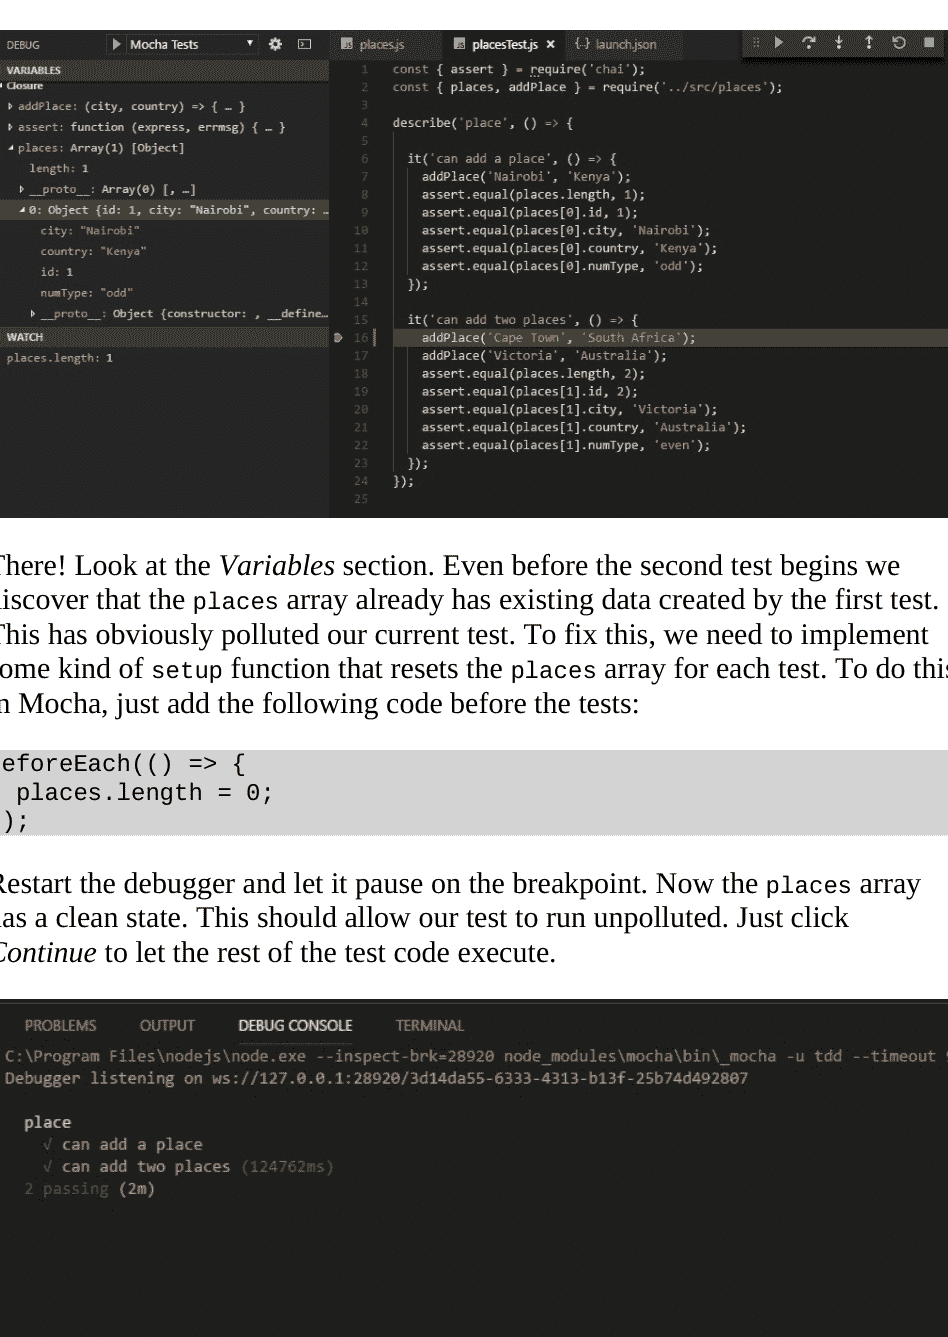 DEBUG Mocha Tests places.js placesTest.js × {··} launch.json
VARIABLES
Closure
addPlace: (city, country) => { … }
assert: function (express, errmsg) { … }
places: Array(1) [Object]
length: 1
__proto__: Array(0) [, …]
0: Object {id: 1, city: "Nairobi", country: …
city: "Nairobi"
country: "Kenya"
id: 1
numType: "odd"
__proto__: Object {constructor: , __define…
WATCH
places.length: 1
1 const { assert } = require('chai');
2 const { places, addPlace } = require('../src/places');
3
4 describe('place', () => {
5
6 it('can add a place', () => {
7 addPlace('Nairobi', 'Kenya');
8 assert.equal(places.length, 1);
9 assert.equal(places[0].id, 1);
10 assert.equal(places[0].city, 'Nairobi');
11 assert.equal(places[0].country, 'Kenya');
12 assert.equal(places[0].numType, 'odd');
13 });
14
15 it('can add two places', () => {
16 addPlace('Cape Town', 'South Africa');
17 addPlace('Victoria', 'Australia');
18 assert.equal(places.length, 2);
19 assert.equal(places[1].id, 2);
20 assert.equal(places[1].city, 'Victoria');
21 assert.equal(places[1].country, 'Australia');
22 assert.equal(places[1].numType, 'even');
23 });
24 });
25
There! Look at the Variables section. Even before the second test begins we
iscover that the places array already has existing data created by the first test.
This has obviously polluted our current test. To fix this, we need to implement
ome kind of setup function that resets the places array for each test. To do this
n Mocha, just add the following code before the tests:
eforeEach(() => {
places.length = 0;
);
Restart the debugger and let it pause on the breakpoint. Now the places array
as a clean state. This should allow our test to run unpolluted. Just click
Continue to let the rest of the test code execute.
PROBLEMS OUTPUT DEBUG CONSOLE TERMINAL
C:\Program Files\nodejs\node.exe --inspect-brk=28920 node_modules\mocha\bin\_mocha -u tdd --timeout
Debugger listening on ws://127.0.0.1:28920/3d14da55-6333-4313-b13f-25b74d492807
place
√ can add a place
√ can add two places (124762ms)
2 passing (2m)